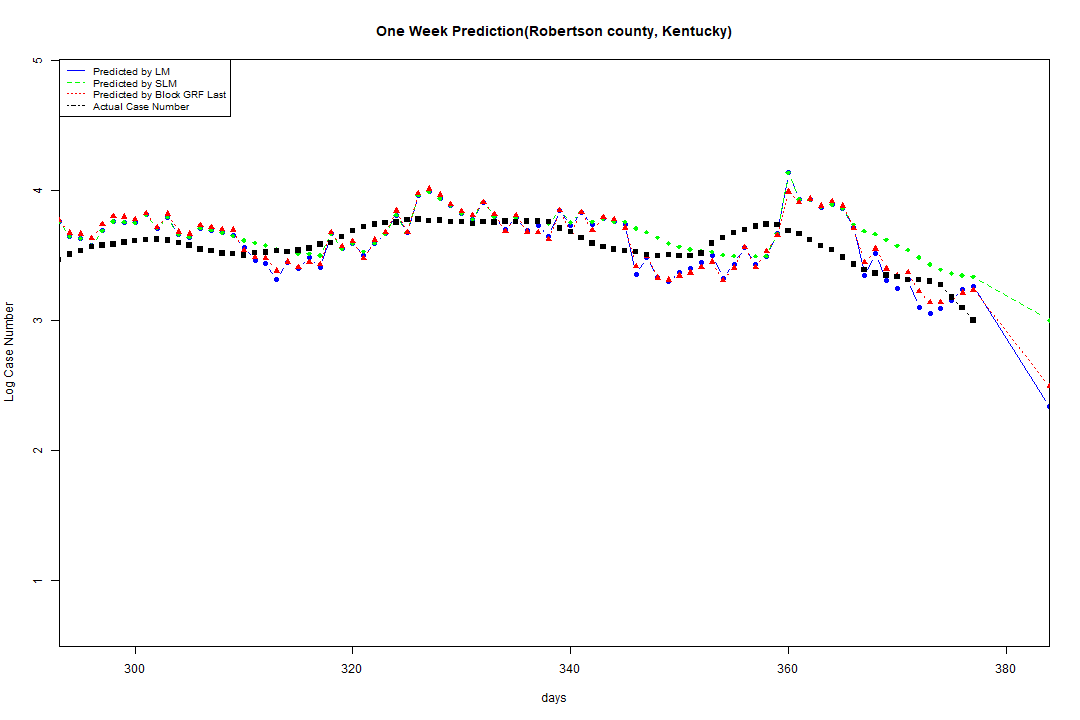 One Week Prediction(Robertson county, Kentucky)
Predicted by LM
Predicted by SLM
Predicted by Block GRF Last
Actual Case Number
5
4
3
2
1
Log Case Number
300 320 340 360 380
days